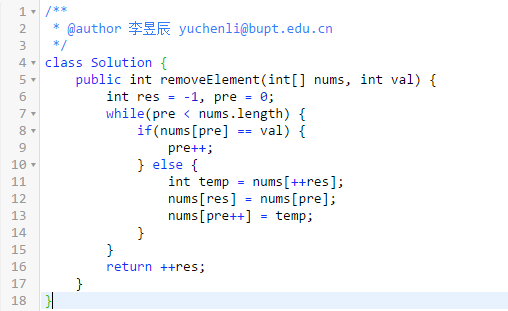 1 /**
2  * @author 李昱辰 yuchenli@bupt.edu.cn
3  */
4 class Solution {
5     public int removeElement(int[] nums, int val) {
6         int res = -1, pre = 0;
7         while(pre < nums.length) {
8             if(nums[pre] == val) {
9                 pre++;
10             } else {
11                 int temp = nums[++res];
12                 nums[res] = nums[pre];
13                 nums[pre++] = temp;
14             }
15         }
16         return ++res;
17     }
18 }